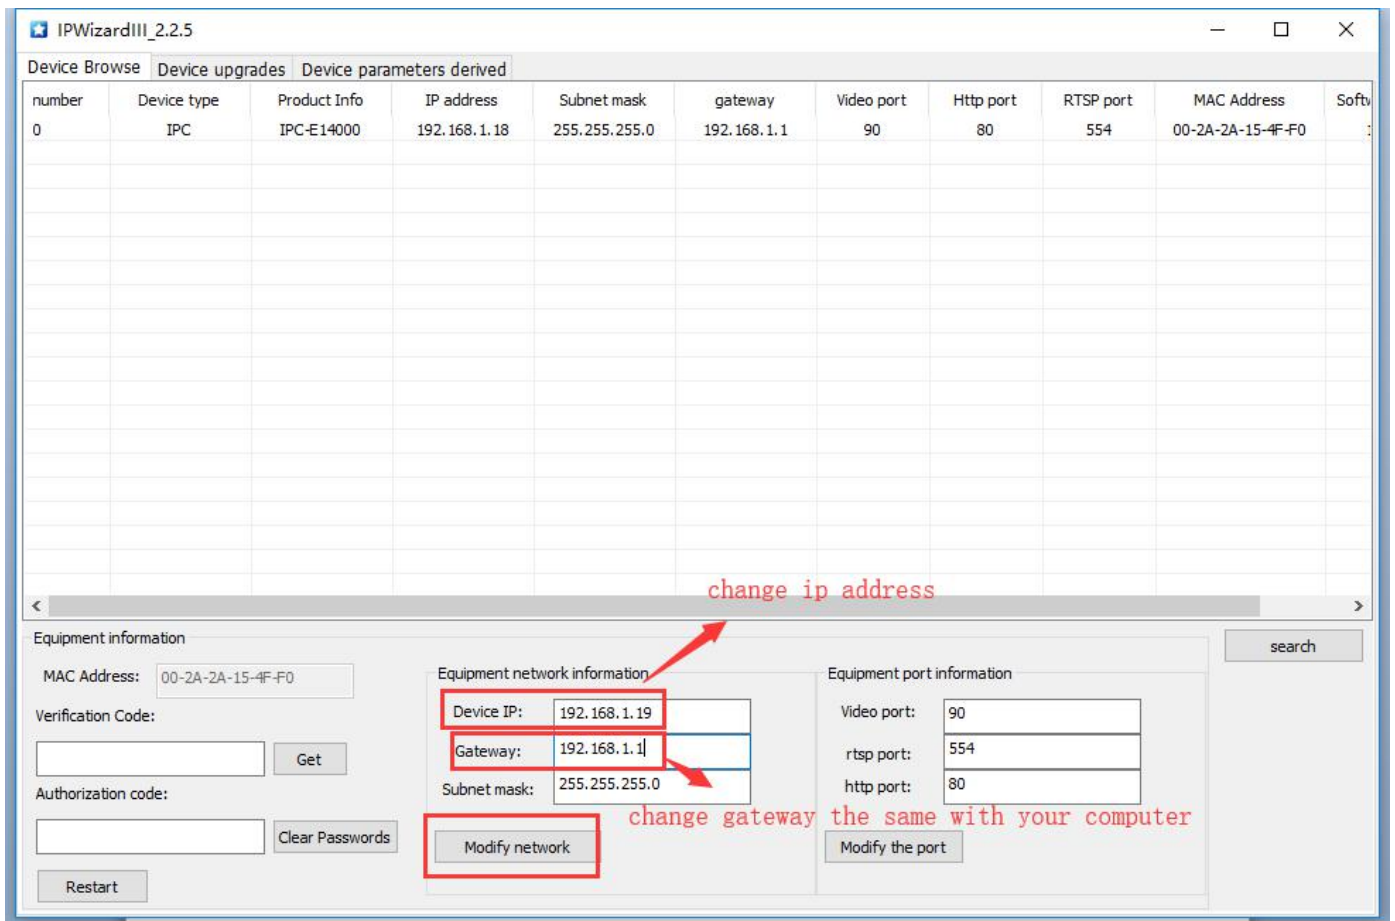 IPWizardIII_2.2.5
Device Browse Device upgrades Device parameters derived
number Device type Product Info IP address Subnet mask gateway Video port Http port RTSP port MAC Address Softw
0 IPC IPC-E14000 192.168.1.18 255.255.255.0 192.168.1.1 90 80 554 00-2A-2A-15-4F-F0
change ip address
Equipment information
search
MAC Address: 00-2A-2A-15-4F-F0
Verification Code:
Get
Authorization code:
Clear Passwords
Restart
Equipment network information
Device IP: 192.168.1.19
Gateway: 192.168.1.1
Subnet mask: 255.255.255.0
change gateway the same with your computer
Modify network
Equipment port information
Video port: 90
rtsp port: 554
http port: 80
Modify the port